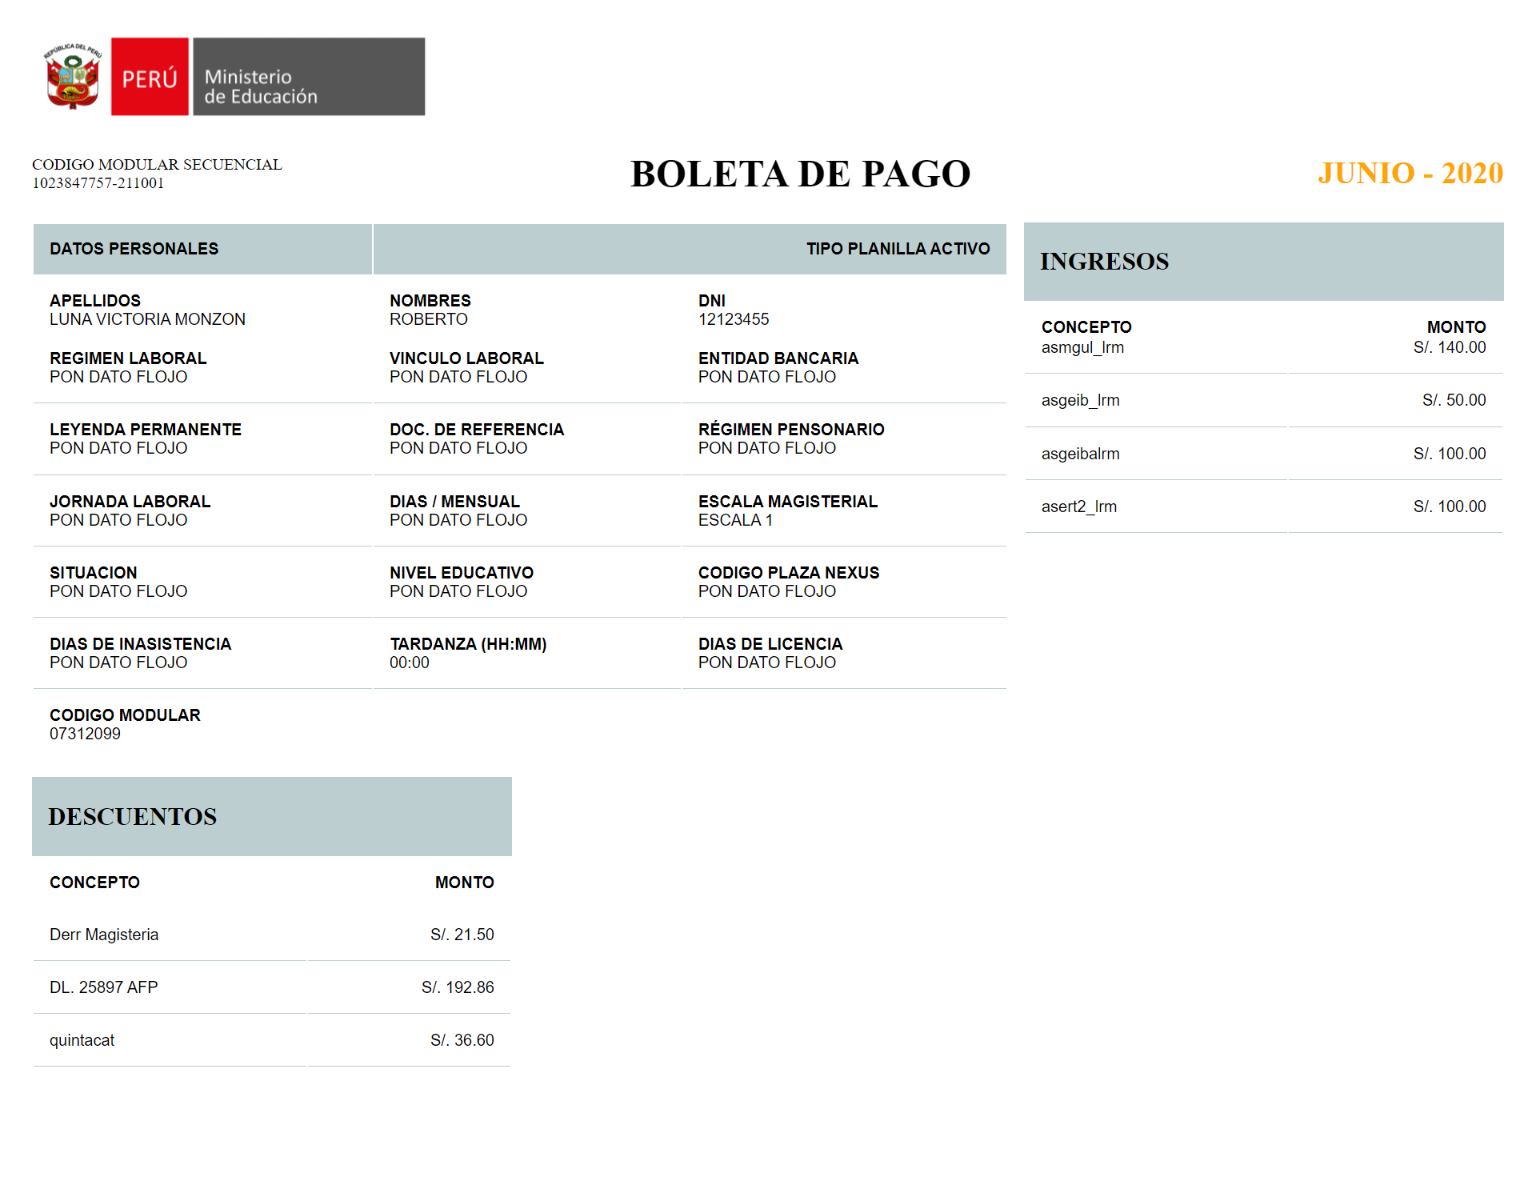 REPÚBLICA DEL PERÚ
PERÚ
Ministerio
de Educación
CODIGO MODULAR SECUENCIAL
1023847757-211001
BOLETA DE PAGO
JUNIO - 2020
DATOS PERSONALES
TIPO PLANILLA ACTIVO
APELLIDOS
LUNA VICTORIA MONZON
NOMBRES
ROBERTO
DNI
12123455
REGIMEN LABORAL
PON DATO FLOJO
VINCULO LABORAL
PON DATO FLOJO
ENTIDAD BANCARIA
PON DATO FLOJO
LEYENDA PERMANENTE
PON DATO FLOJO
DOC. DE REFERENCIA
PON DATO FLOJO
RÉGIMEN PENSONARIO
PON DATO FLOJO
JORNADA LABORAL
PON DATO FLOJO
DIAS / MENSUAL
PON DATO FLOJO
ESCALA MAGISTERIAL
ESCALA 1
SITUACION
PON DATO FLOJO
NIVEL EDUCATIVO
PON DATO FLOJO
CODIGO PLAZA NEXUS
PON DATO FLOJO
DIAS DE INASISTENCIA
PON DATO FLOJO
TARDANZA (HH:MM)
00:00
DIAS DE LICENCIA
PON DATO FLOJO
CODIGO MODULAR
07312099
INGRESOS
CONCEPTO MONTO
asmgul_lrm S/. 140.00
asgeib_lrm S/. 50.00
asgeibalrm S/. 100.00
asert2_lrm S/. 100.00
DESCUENTOS
CONCEPTO MONTO
Derr Magisteria S/. 21.50
DL. 25897 AFP S/. 192.86
quintacat S/. 36.60